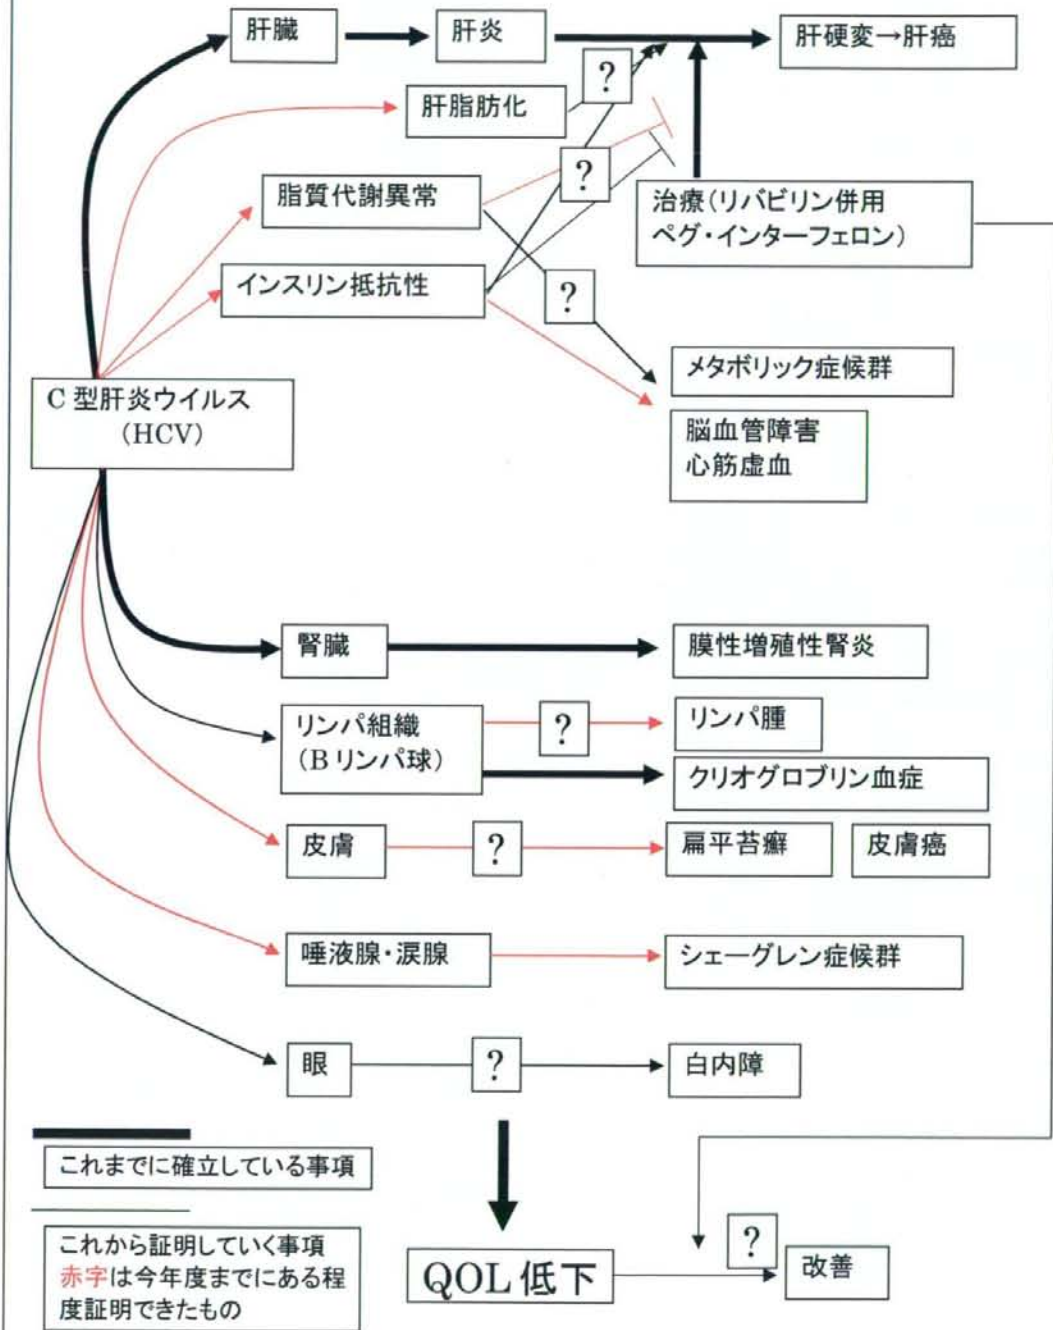 肝臓
肝炎
肝硬変→肝癌
?
肝脂肪化
?
脂質代謝異常
治療(リバビリン併用
ペグ・インターフェロン)
インスリン抵抗性
?
メタボリック症候群
C型肝炎ウイルス
(HCV)
脳血管障害
心筋虚血
腎臓
膜性増殖性腎炎
リンパ組織
(Bリンパ球)
?
リンパ腫
クリオグロブリン血症
皮膚
?
扁平苔癬
皮膚癌
唾液腺・涙腺
シェーグレン症候群
眼
?
白内障
これまでに確立している事項
これから証明していく事項
赤字は今年度までにある程
度証明できたもの
QOL低下
?
改善